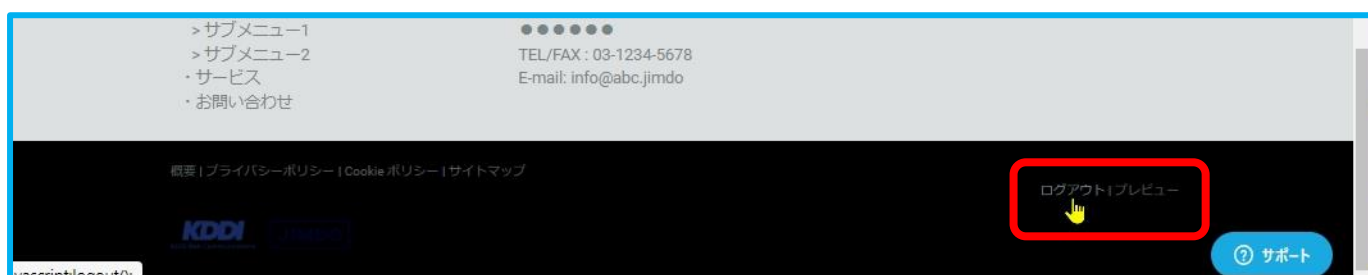 >サブメニュー1
>サブメニュー2
・サービス
・お問い合わせ
●●●●●●
TEL/FAX : 03-1234-5678
E-mail: info@abc.jimdo
概要 | プライバシーポリシー | Cookie ポリシー | サイトマップ
ログアウト | プレビュー
KDDI
サポート